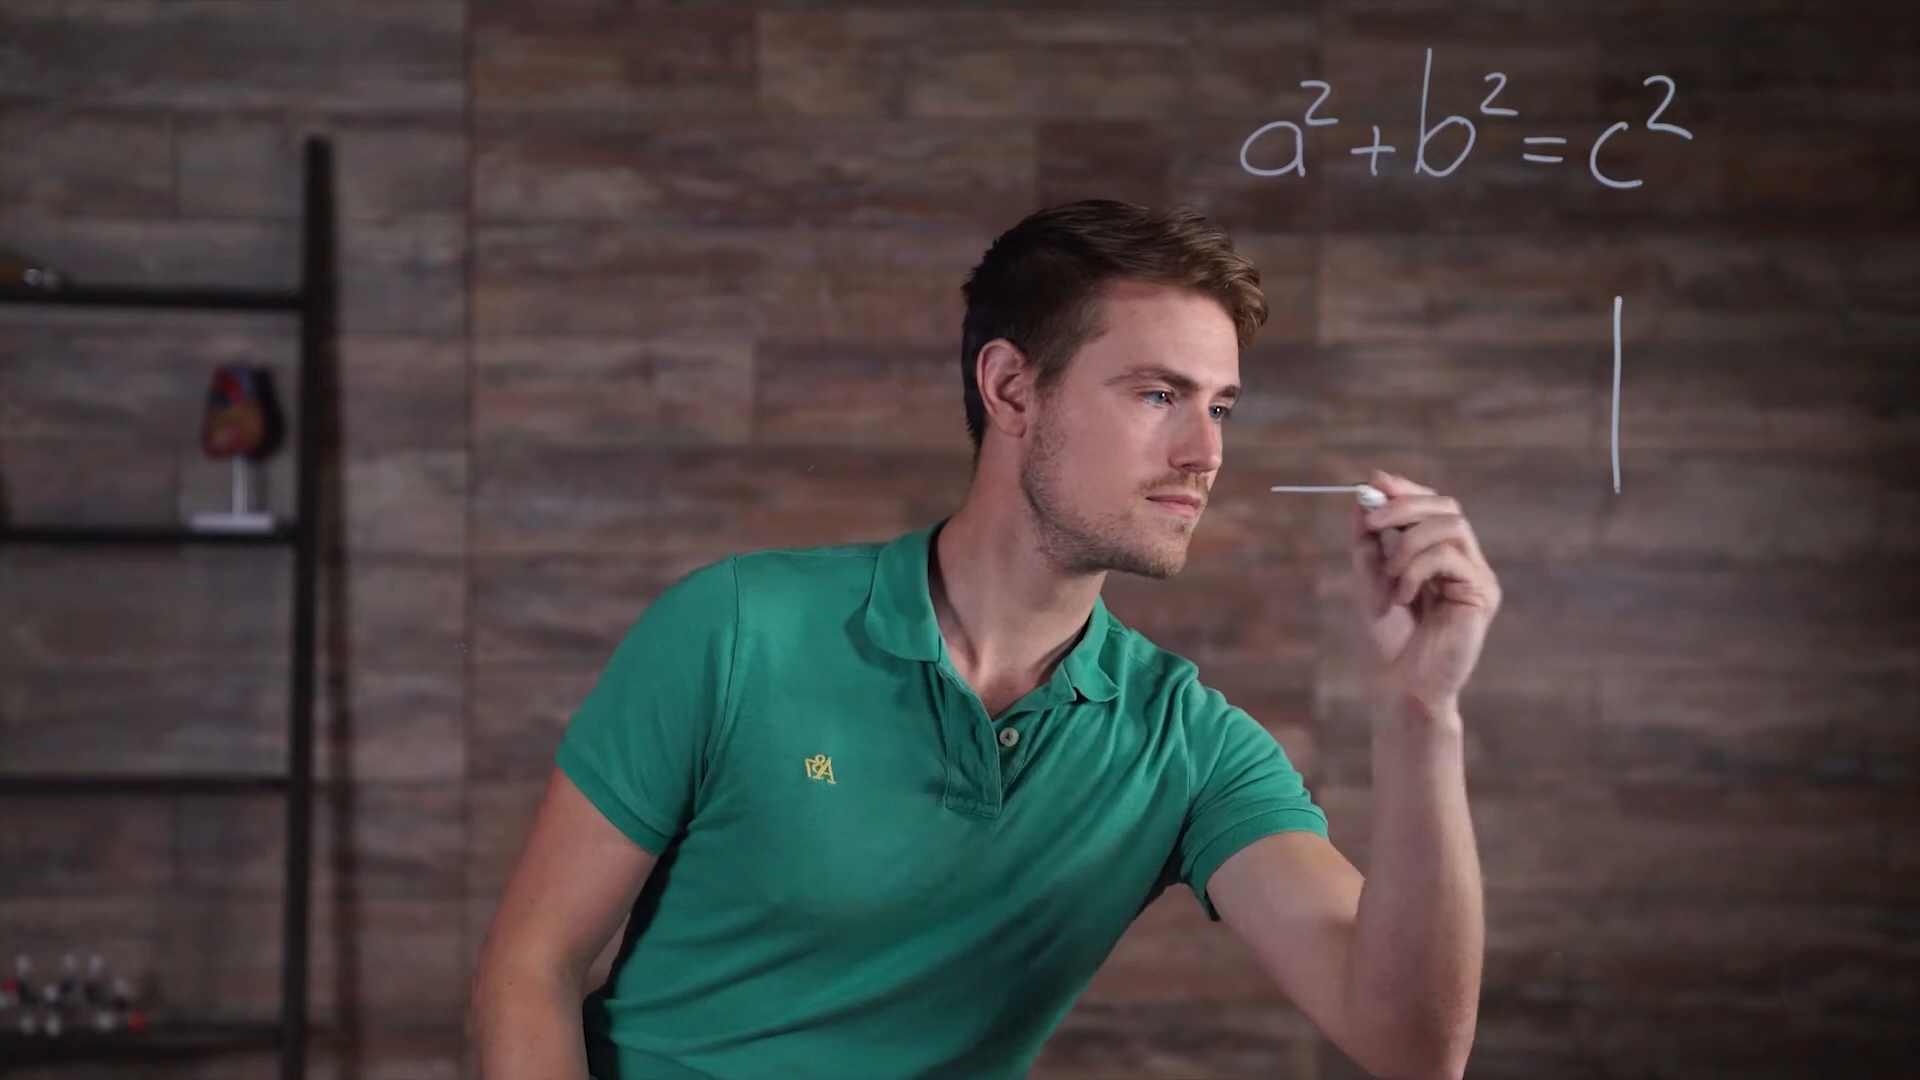 a² + b² = c²